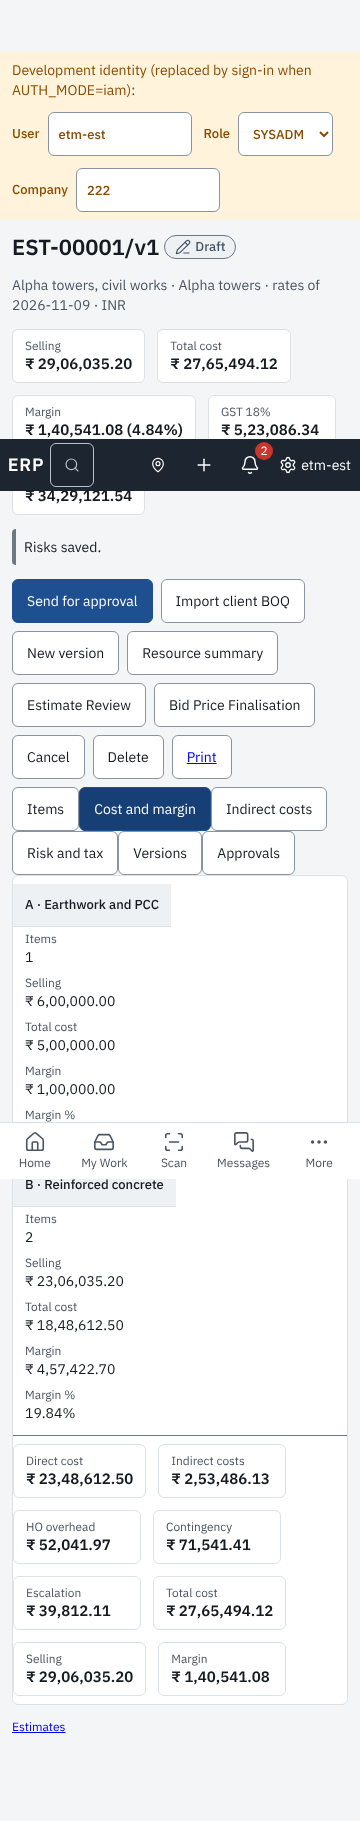 Development identity (replaced by sign-in when
AUTH_MODE=iam):
User etm-est Role SYSADM
Company 222
EST-00001/v1 Draft
Alpha towers, civil works · Alpha towers · rates of
2026-11-09 · INR
Selling Total cost
₹ 29,06,035.20 ₹ 27,65,494.12
Margin GST 18%
₹ 1,40,541.08 (4.84%) ₹ 5,23,086.34
ERP 2 etm-est
₹ 34,29,121.54
Risks saved.
Send for approval Import client BOQ
New version Resource summary
Estimate Review Bid Price Finalisation
Cancel Delete Print
Items Cost and margin Indirect costs
Risk and tax Versions Approvals
A · Earthwork and PCC
Items
1
Selling
₹ 6,00,000.00
Total cost
₹ 5,00,000.00
Margin
₹ 1,00,000.00
Margin %
Home My Work Scan Messages More
B · Reinforced concrete
Items
2
Selling
₹ 23,06,035.20
Total cost
₹ 18,48,612.50
Margin
₹ 4,57,422.70
Margin %
19.84%
Direct cost Indirect costs
₹ 23,48,612.50 ₹ 2,53,486.13
HO overhead Contingency
₹ 52,041.97 ₹ 71,541.41
Escalation Total cost
₹ 39,812.11 ₹ 27,65,494.12
Selling Margin
₹ 29,06,035.20 ₹ 1,40,541.08
Estimates